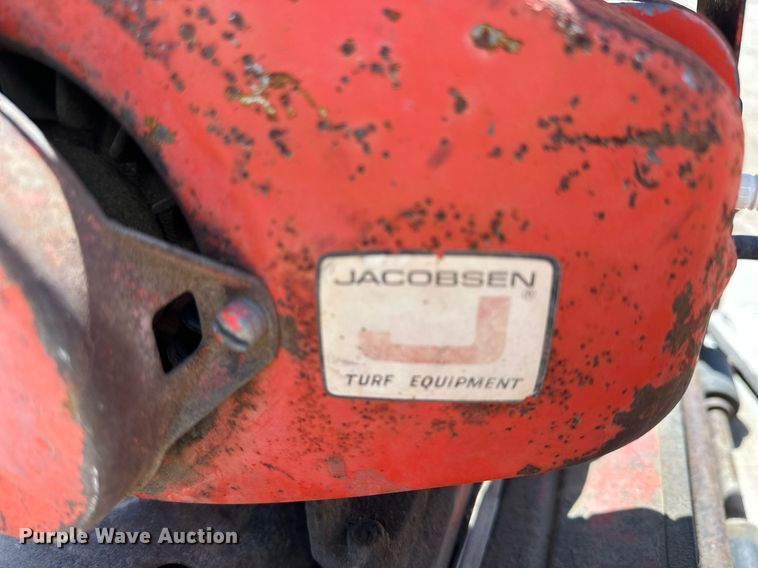 JACOBSEN
®
J
TURF EQUIPMENT
Purple Wave Auction